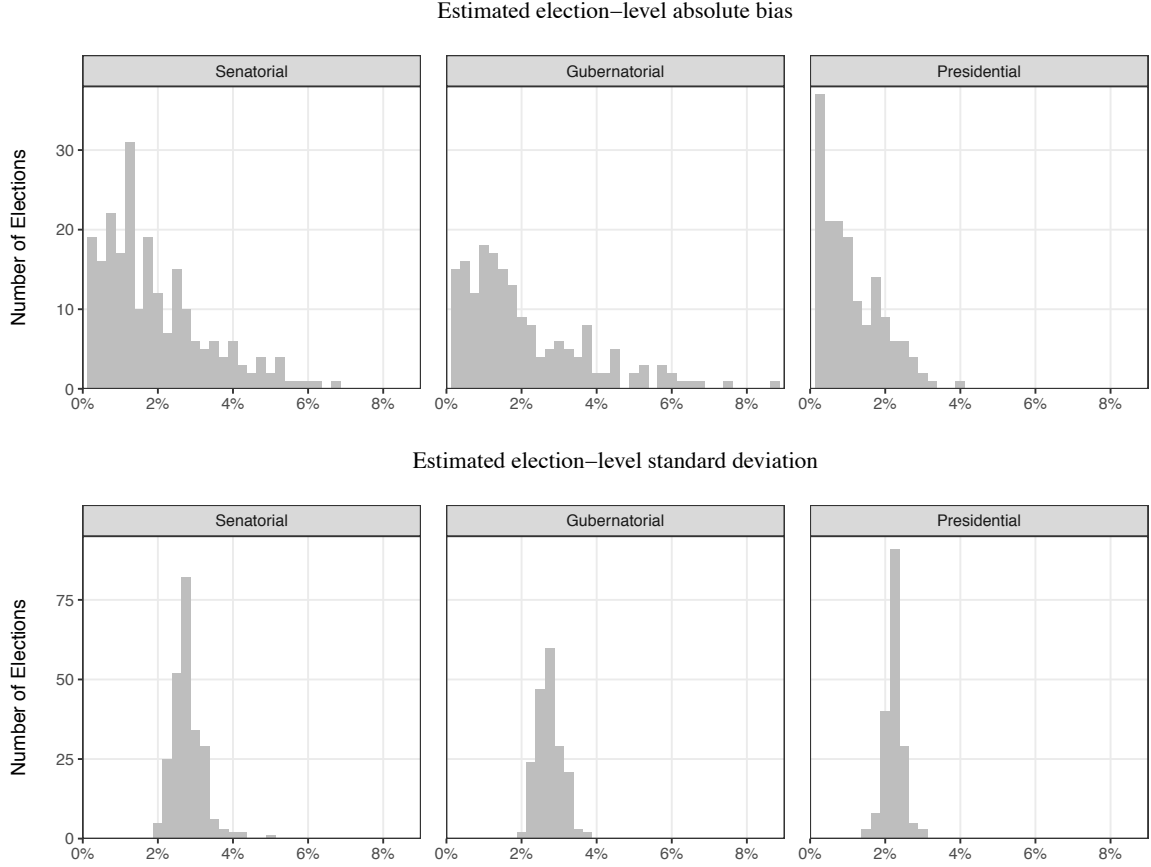 Estimated election−level absolute bias
Senatorial Gubernatorial Presidential
Number of Elections
30
20
10
0
0% 2% 4% 6% 8% 0% 2% 4% 6% 8% 0% 2% 4% 6% 8%
Estimated election−level standard deviation
Senatorial Gubernatorial Presidential
Number of Elections
75
50
25
0
0% 2% 4% 6% 8% 0% 2% 4% 6% 8% 0% 2% 4% 6% 8%